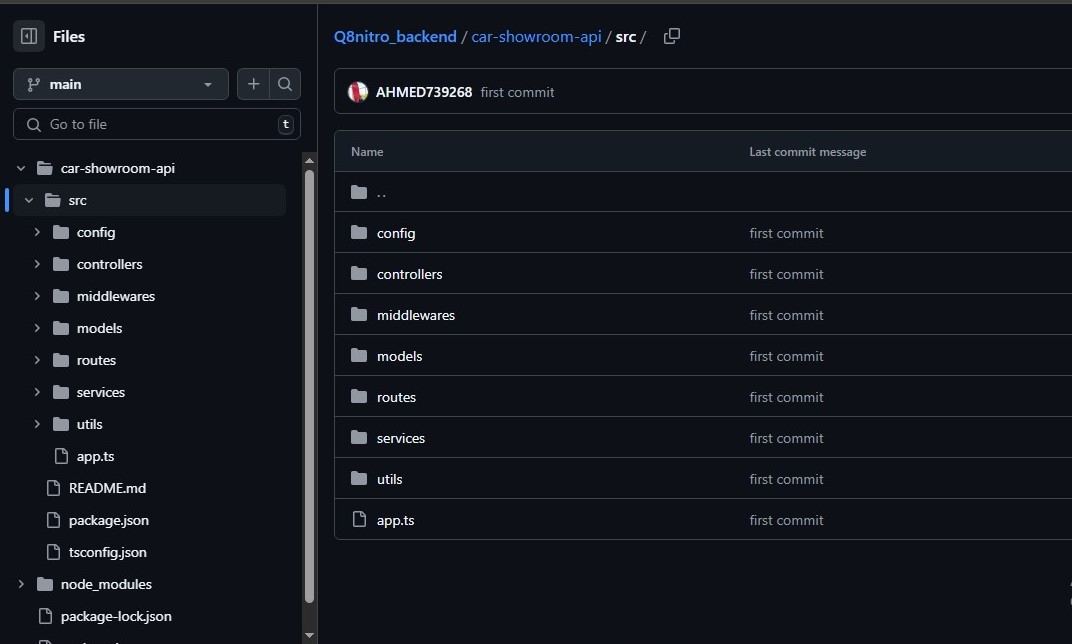 Files
main
Go to file
t
car-showroom-api
src
config
controllers
middlewares
models
routes
services
utils
app.ts
README.md
package.json
tsconfig.json
node_modules
package-lock.json
Q8nitro_backend / car-showroom-api / src /
AHMED739268 first commit
Name Last commit message
..
config first commit
controllers first commit
middlewares first commit
models first commit
routes first commit
services first commit
utils first commit
app.ts first commit